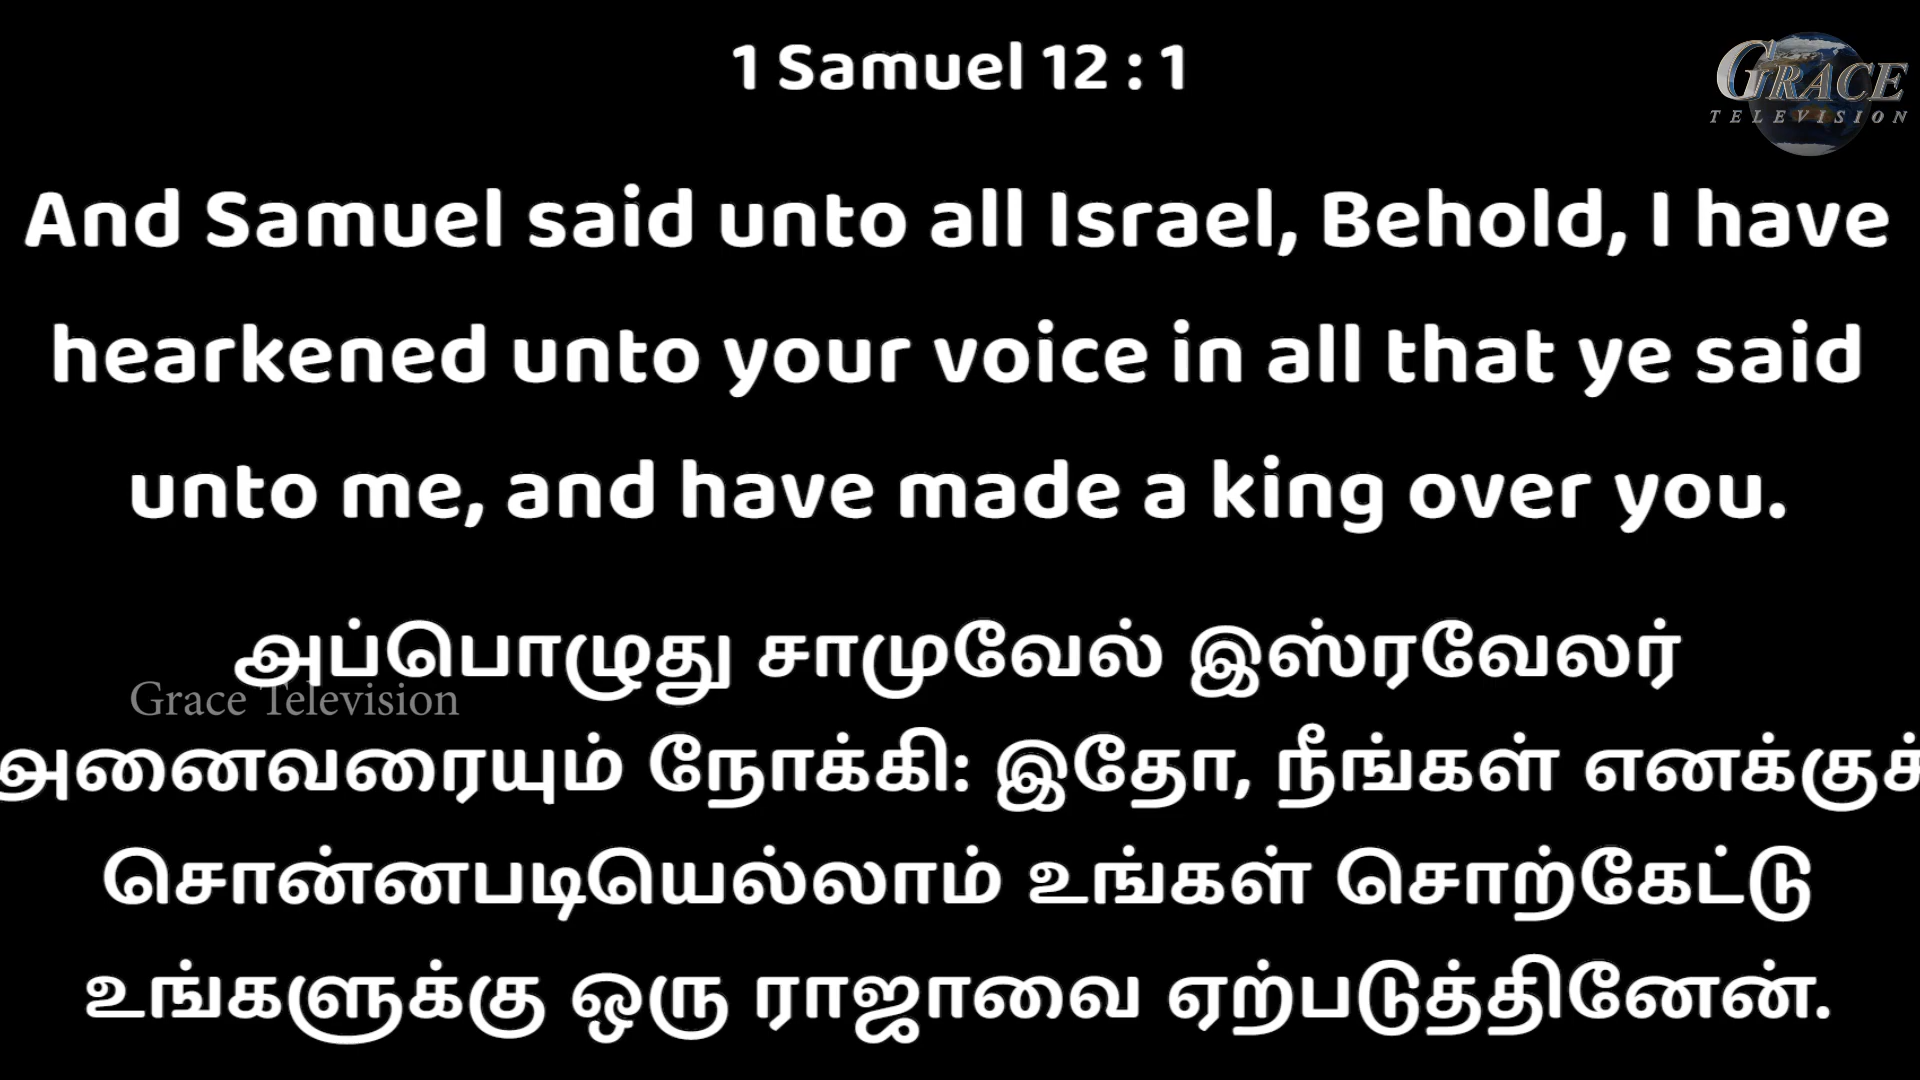 1 Samuel 12 : 1
GRACE
TELEVISION
And Samuel said unto all Israel, Behold, I have
hearkened unto your voice in all that ye said
unto me, and have made a king over you.
அப்பொழுது சாமுவேல் இஸ்ரவேலர்
Grace Television
அனைவரையும் நோக்கி: இதோ, நீங்கள் எனக்குச்
சொன்னபடியெல்லாம் உங்கள் சொற்கேட்டு
உங்களுக்கு ஒரு ராஜாவை ஏற்படுத்தினேன்.